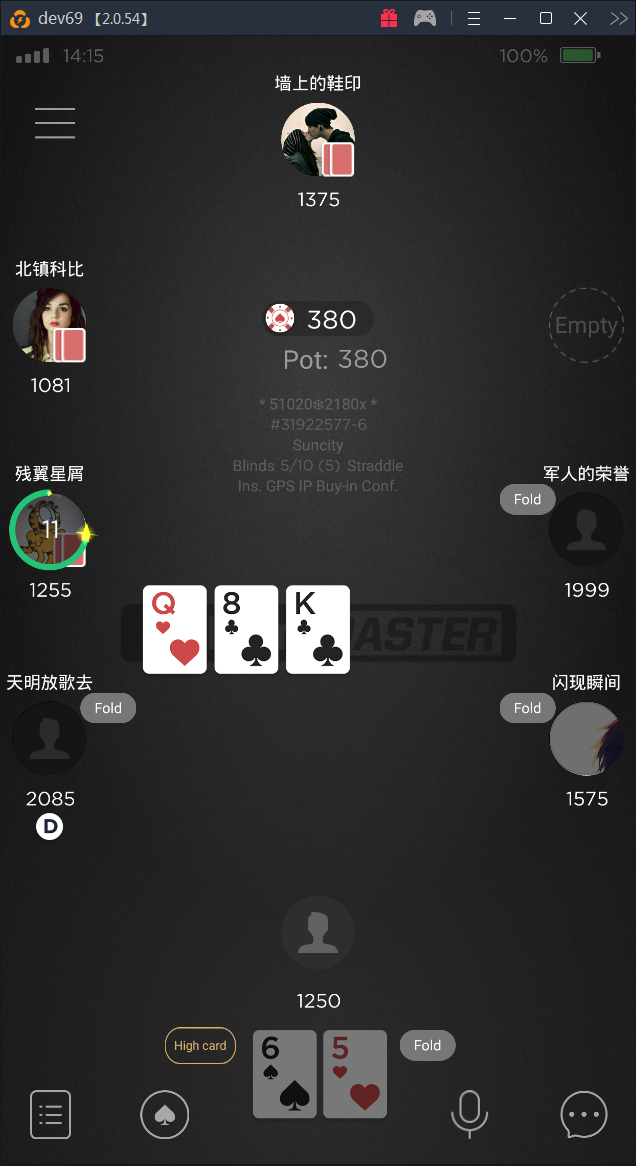 dev69 【2.0.54】
14:15
100%
墙上的鞋印
1375
北镇科比
1081
380
Pot: 380
Empty
* 51020❄2180x *
#31922577-6
Suncity
Blinds 5/10 (5) Straddle
Ins. GPS IP Buy-in Conf.
残翼星屑
11
1255
军人的荣誉
Fold
1999
Q
8
K
ASTER
天明放歌去
Fold
2085
D
闪现瞬间
Fold
1575
1250
High card
6
5
Fold